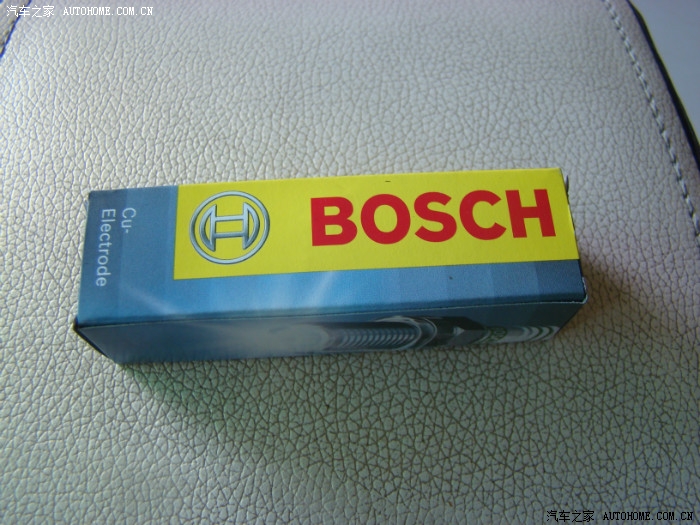 汽车之家 AUTOHOME.COM.CN
BOSCH
Cu-
Electrode
汽车之家 AUTOHOME.COM.CN